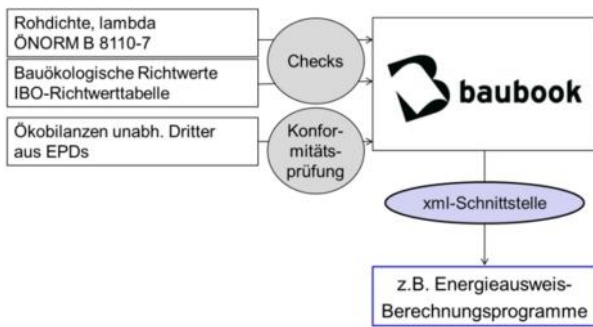 Rohdichte, lambda
ÖNORM B 8110-7
Bauökologische Richtwerte
IBO-Richtwerttabelle
Ökobilanzen unabh. Dritter
aus EPDs
Checks
Konfor-
mitäts-
prüfung
baubook
xml-Schnittstelle
z.B. Energieausweis-
Berechnungsprogramme